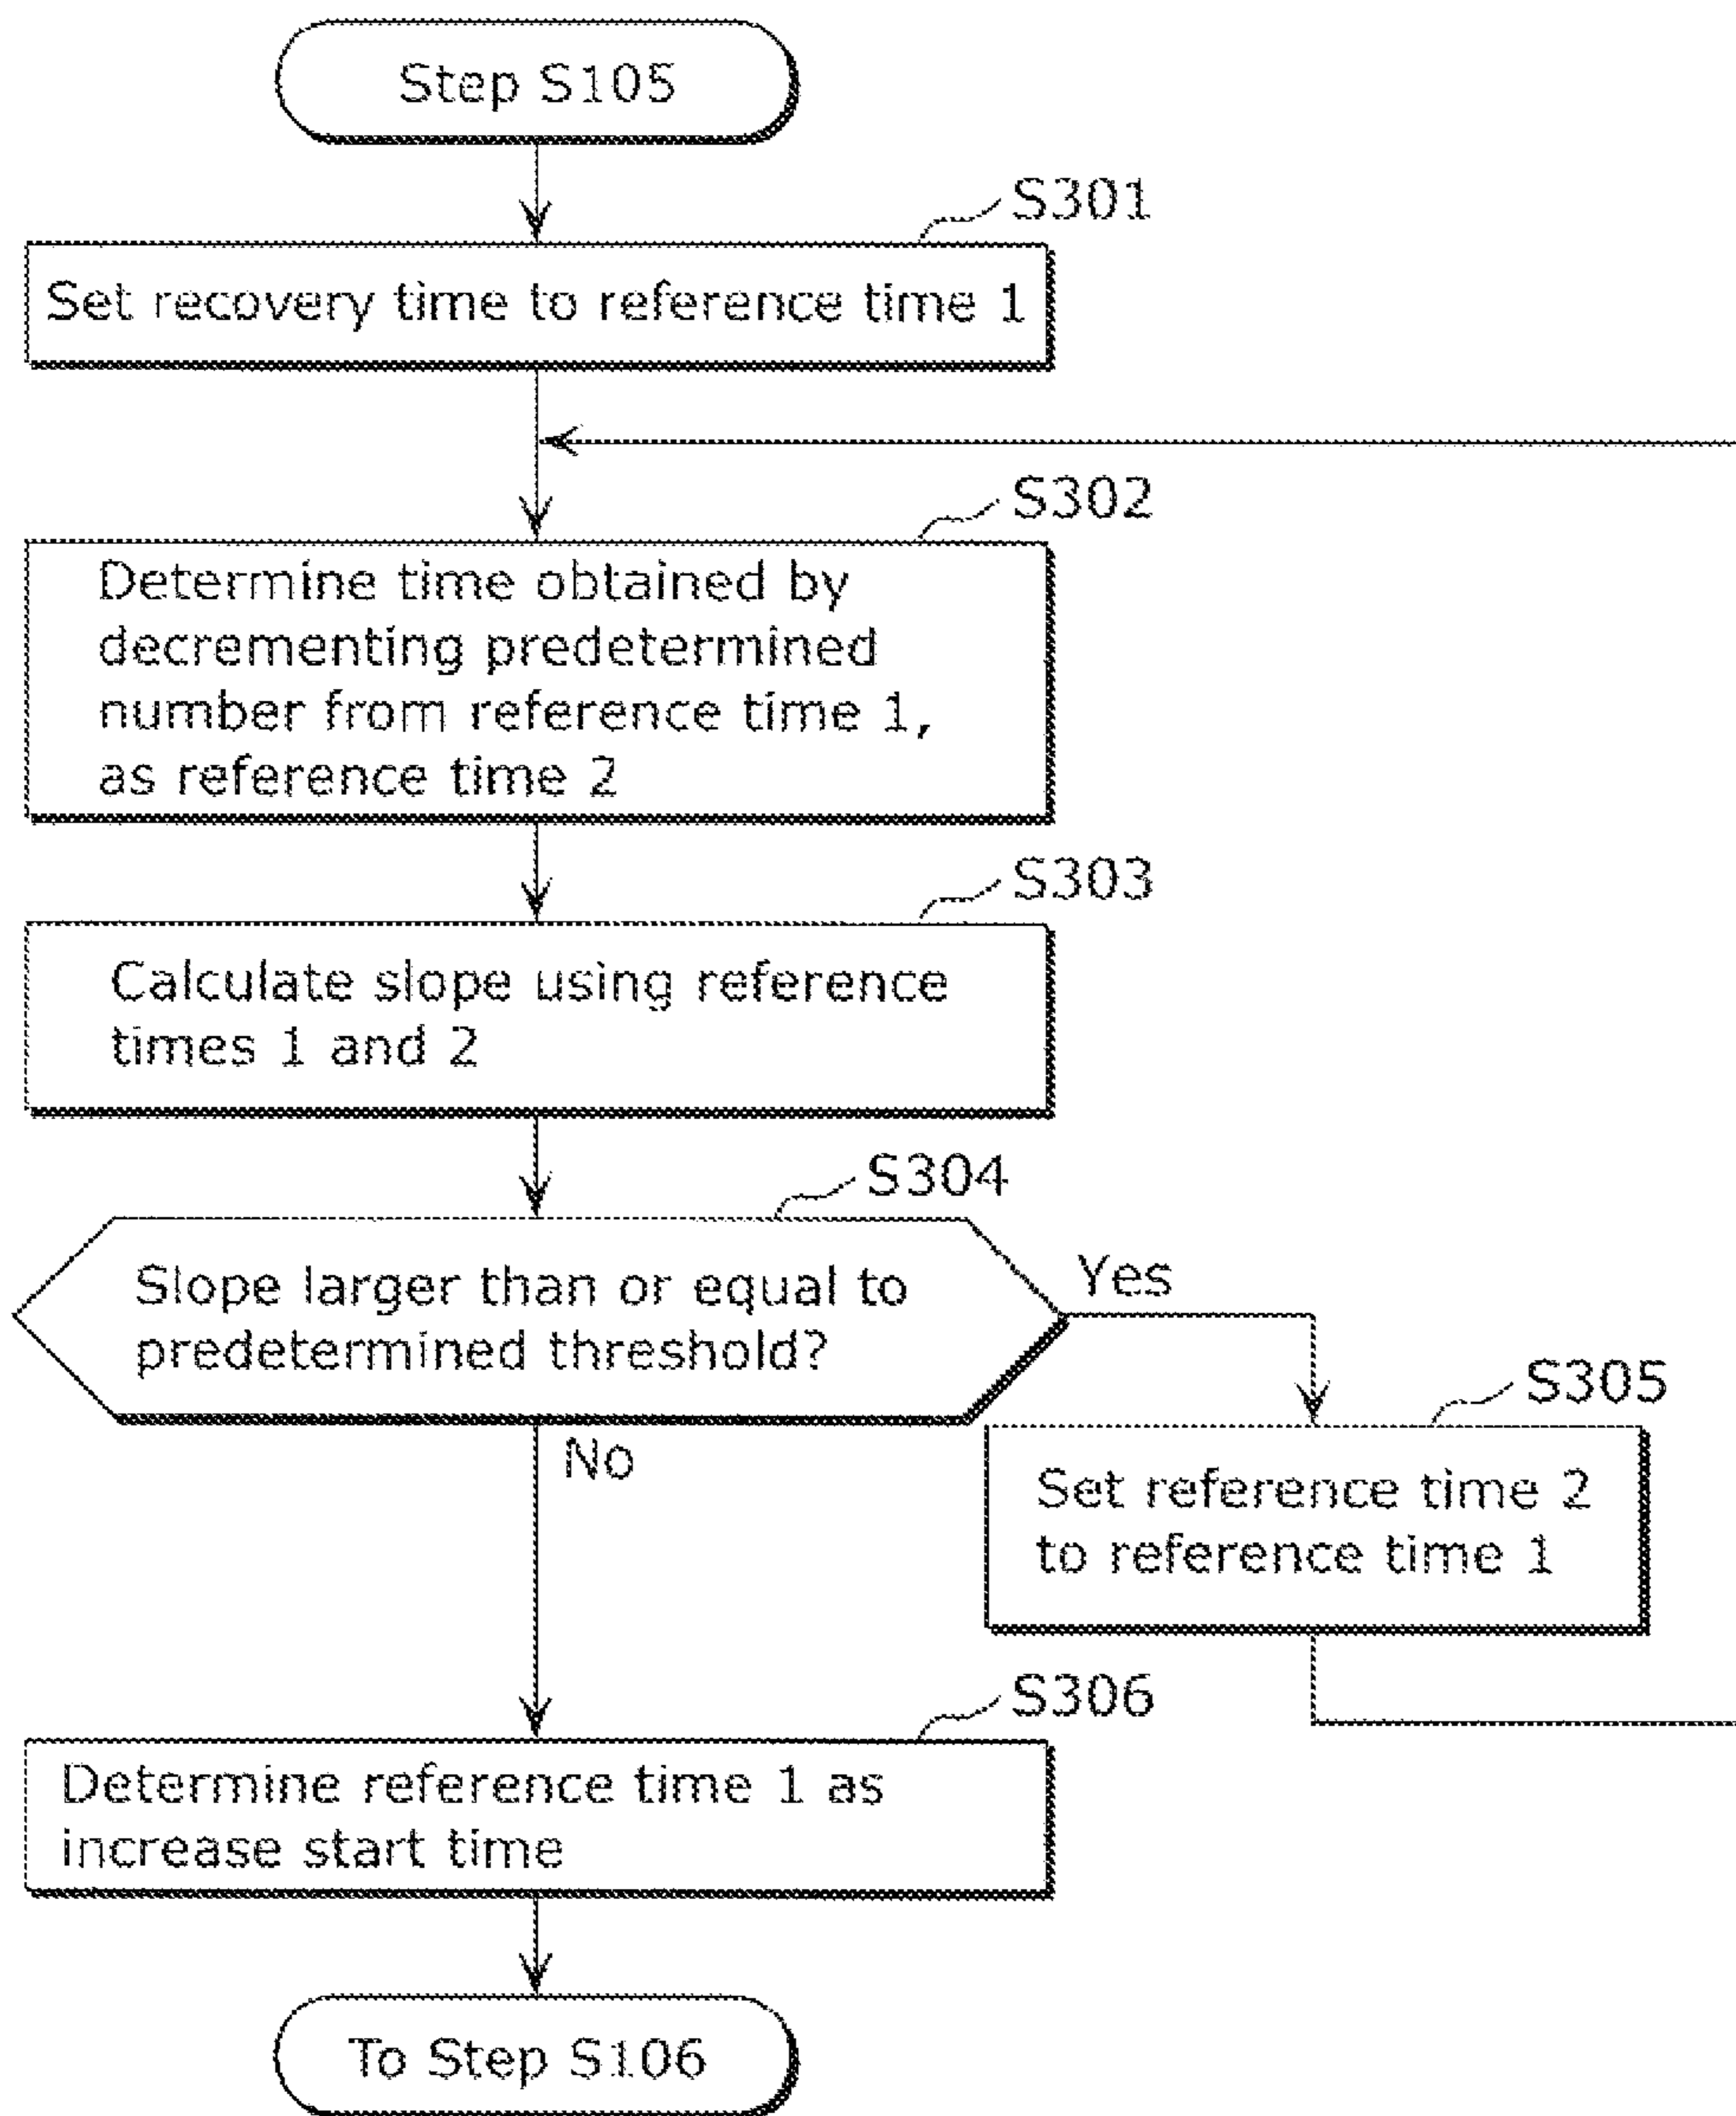 Step S105
S301
Set recovery time to reference time 1
S302
Determine time obtained by
decrementing predetermined
number from reference time 1,
as reference time 2
S303
Calculate slope using reference
times 1 and 2
S304
Slope larger than or equal to
predetermined threshold?
Yes
No
S305
Set reference time 2
to reference time 1
S306
Determine reference time 1 as
increase start time
To Step S106